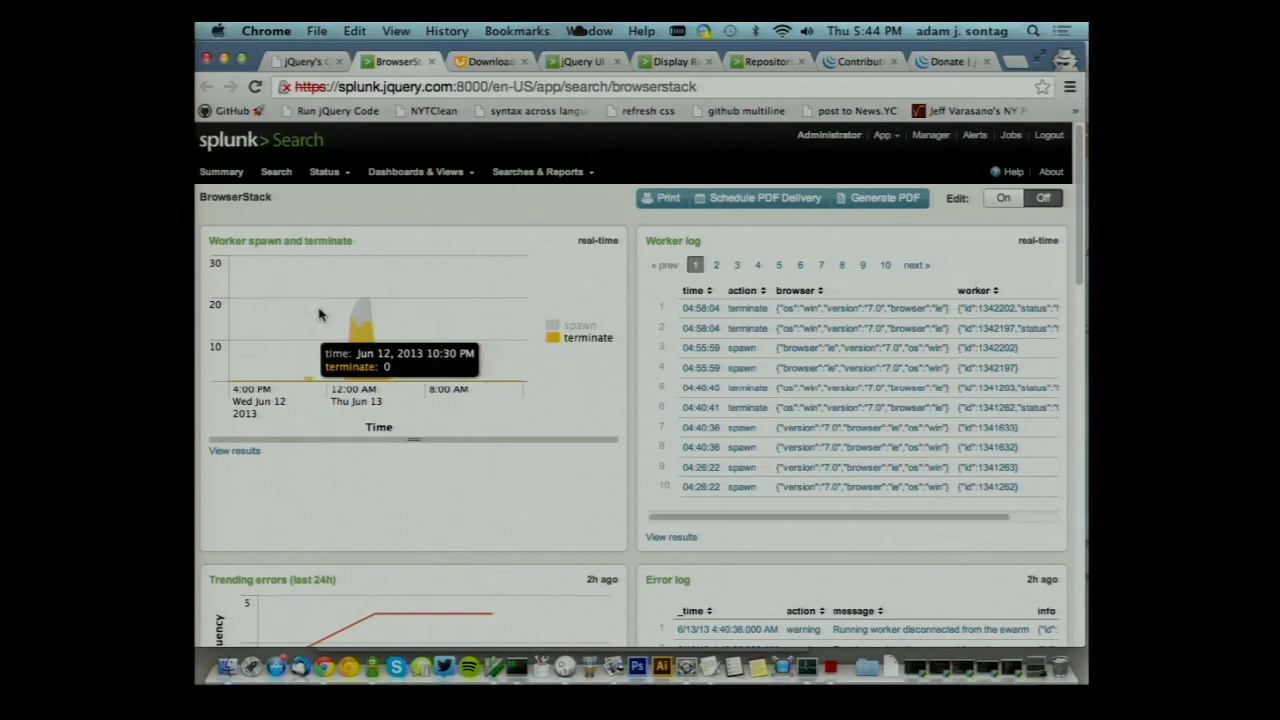 Chrome File Edit View History Bookmarks Window Help Thu 5:44 PM adam j. sontag
jQuery's C BrowserSt Download jQuery UI Display R Repositor Contribut Donate | j
https://splunk.jquery.com:8000/en-US/app/search/browserstack
GitHub Run jQuery Code NYTClean syntax across lang refresh css github multiline post to News.YC Jeff Varasano's NY P »
splunk> Search
Administrator App Manager Alerts Jobs Logout
Summary Search Status Dashboards & Views Searches & Reports Help About
BrowserStack Print Schedule PDF Delivery Generate PDF Edit: On Off
Worker spawn and terminate real-time
30
20
10
spawn
terminate
time: Jun 12, 2013 10:30 PM
terminate: 0
4:00 PM 12:00 AM 8:00 AM
Wed Jun 12 Thu Jun 13
2013
Time
View results
Worker log real-time
« prev 1 2 3 4 5 6 7 8 9 10 next »
time action browser worker
1 04:58:04 terminate {"os":"win","version":"7.0","browser":"ie"} {"id":1342202,"status":"
2 04:58:04 terminate {"os":"win","version":"7.0","browser":"ie"} {"id":1342197,"status":"
3 04:55:59 spawn {"browser":"ie","version":"7.0","os":"win"} {"id":1342202}
4 04:55:59 spawn {"browser":"ie","version":"7.0","os":"win"} {"id":1342197}
04:40:45 terminate {"os":"win","version":"7.0","browser":"ie"} {"id":1341203,"status":"
6 04:40:41 terminate {"os":"win","version":"7.0","browser":"ie"} {"id":1341262,"status":"
7 04:40:36 spawn {"version":"7.0","browser":"ie","os":"win"} {"id":1341633}
8 04:40:36 spawn {"version":"7.0","browser":"ie","os":"win"} {"id":1341632}
9 04:26:22 spawn {"version":"7.0","browser":"ie","os":"win"} {"id":1341263}
10 04:26:22 spawn {"version":"7.0","browser":"ie","os":"win"} {"id":1341262}
View results
Trending errors (last 24h) 2h ago
5
quency
Error log 2h ago
_time action message info
1 6/13/13 4:40:36.000 AM warning Running worker disconnected from the swarm {"id":
Ps Ai